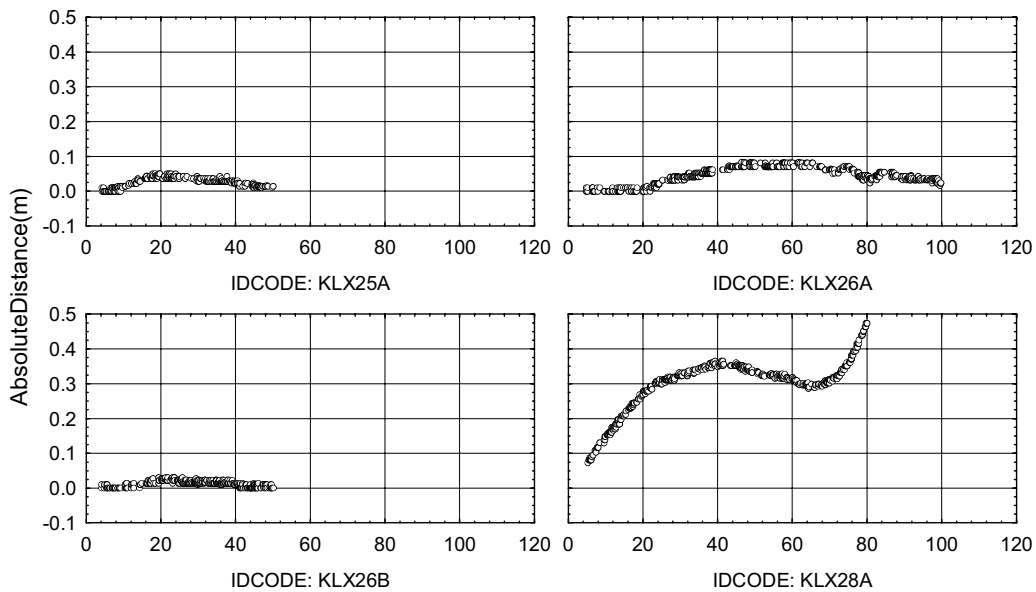 AbsoluteDistance(m)
0.5
0.4
0.3
0.2
0.1
0.0
-0.1
0 20 40 60 80 100 120
IDCODE: KLX25A
0 20 40 60 80 100 120
IDCODE: KLX26A
0.5
0.4
0.3
0.2
0.1
0.0
-0.1
0 20 40 60 80 100 120
IDCODE: KLX26B
0 20 40 60 80 100 120
IDCODE: KLX28A